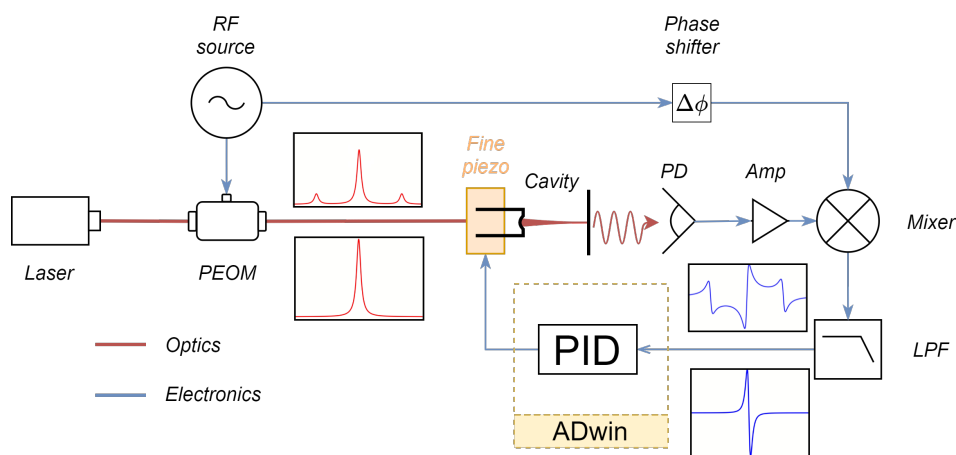 RF
source
Phase
shifter
Δϕ
Fine
piezo
Cavity
PD
Amp
Mixer
Laser
PEOM
PID
LPF
Optics
Electronics
ADwin